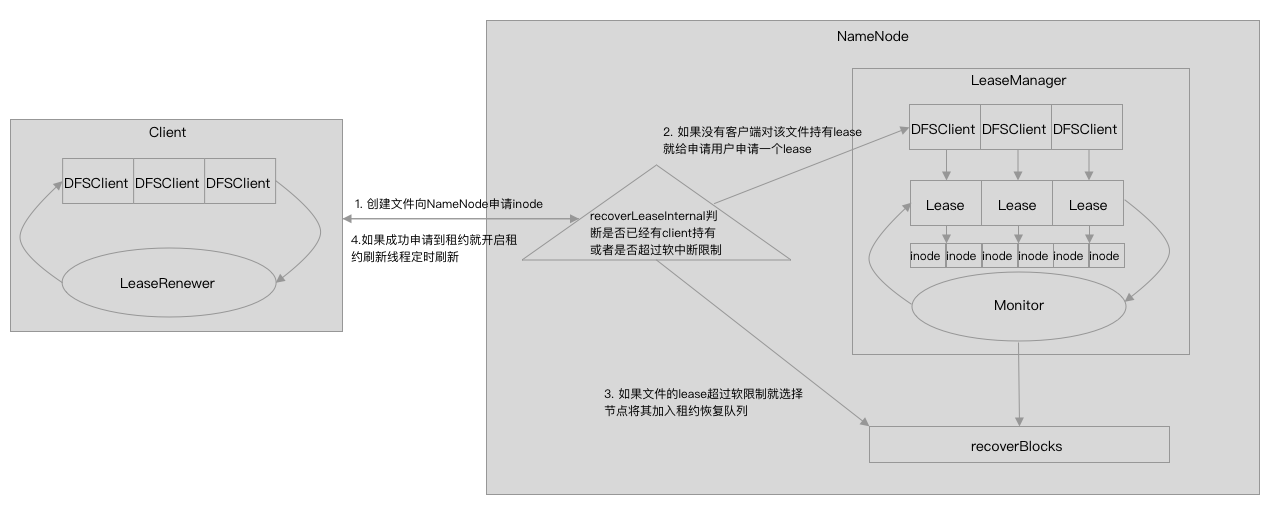 NameNode
LeaseManager
DFSClient DFSClient DFSClient
Lease Lease Lease
inode inode inode inode inode inode
Monitor
recoverBlocks
Client
DFSClient DFSClient DFSClient
LeaseRenewer
1. 创建文件向NameNode申请inode
4.如果成功申请到租约就开启租
约刷新线程定时刷新
2. 如果没有客户端对该文件持有lease
就给申请用户申请一个lease
recoverLeaseInternal判
断是否已经有client持有
或者是否超过软中断限制
3. 如果文件的lease超过软限制就选择
节点将其加入租约恢复队列